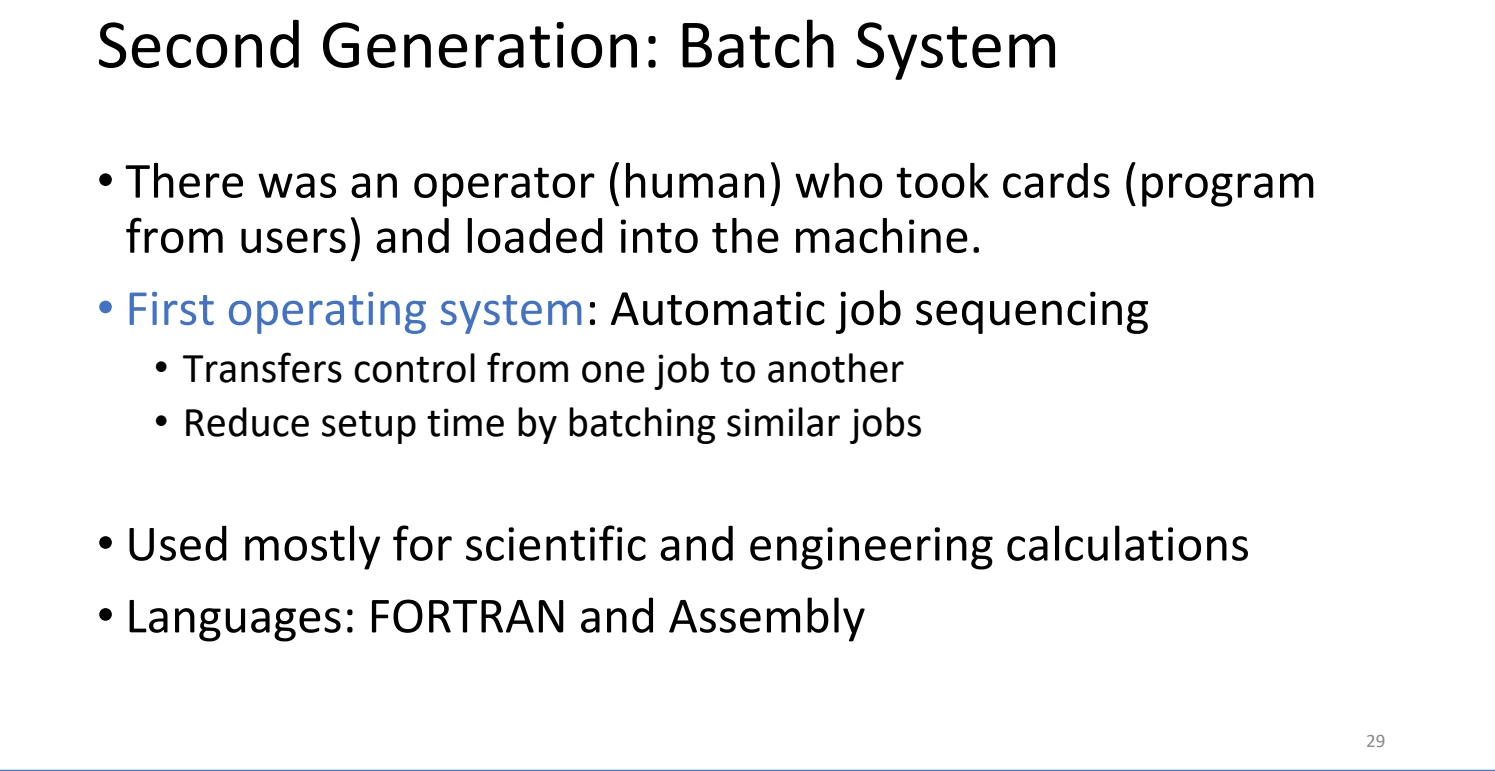 Second Generation: Batch System
• There was an operator (human) who took cards (program
from users) and loaded into the machine.
• First operating system: Automatic job sequencing
• Transfers control from one job to another
• Reduce setup time by batching similar jobs
• Used mostly for scientific and engineering calculations
• Languages: FORTRAN and Assembly
29